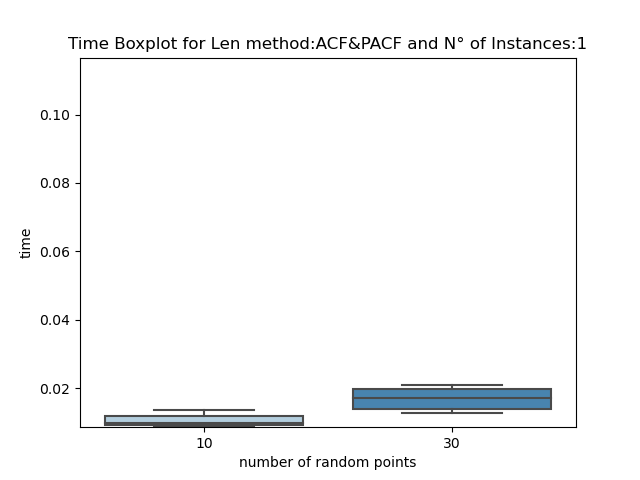 Time Boxplot for Len method:ACF&PACF and N° of Instances:1
0.10
0.08
0.06
0.04
0.02
time
10
30
number of random points